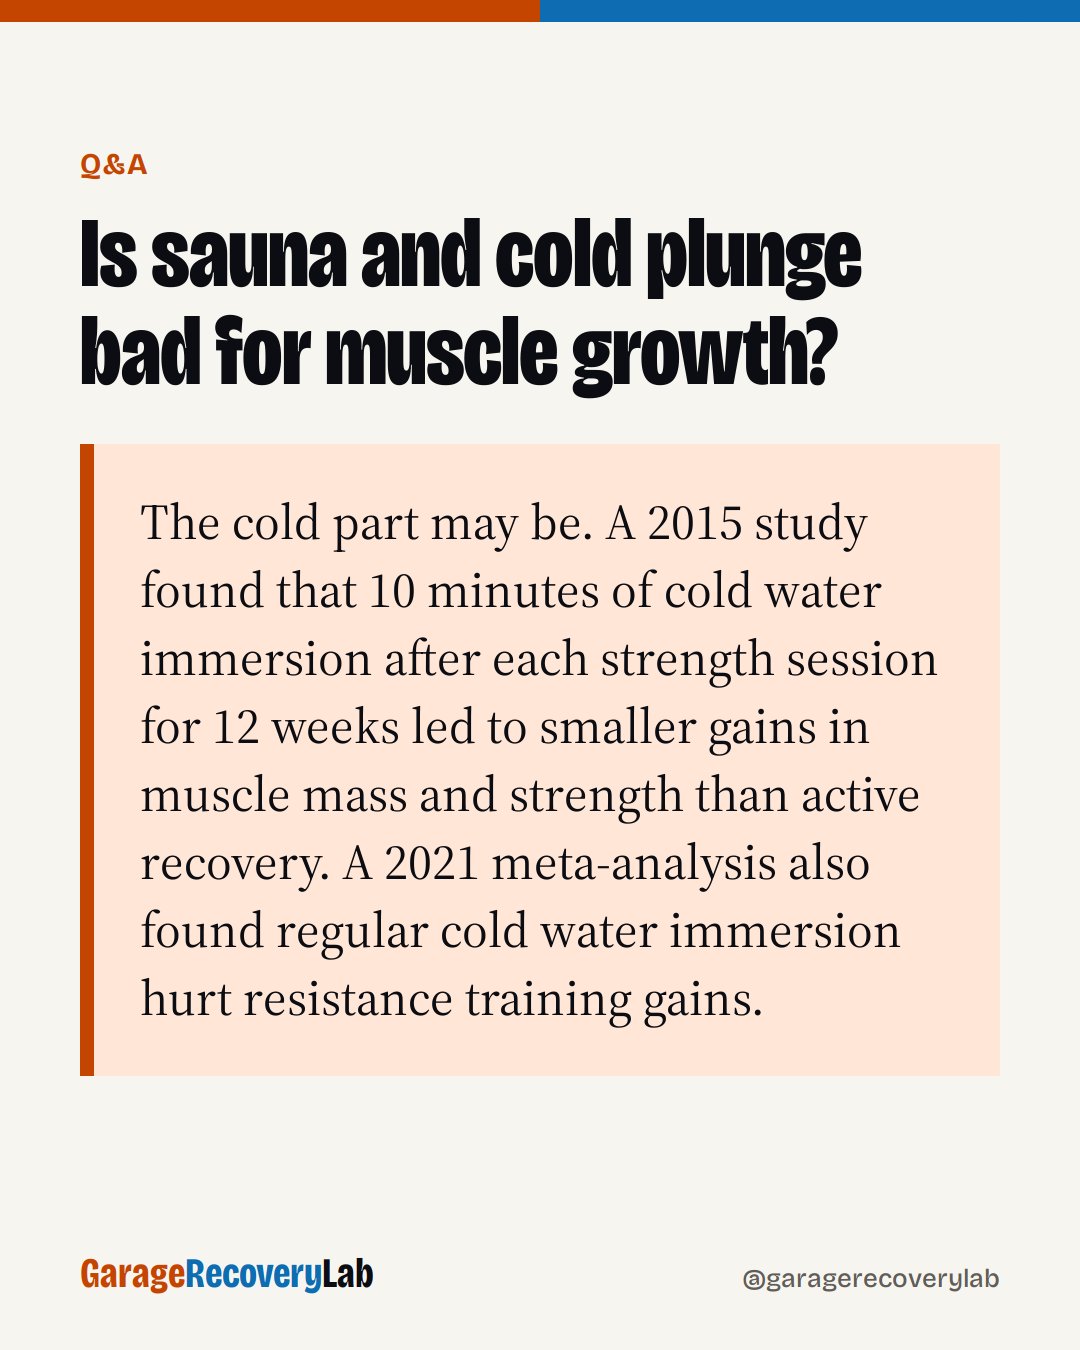 Q&A
Is sauna and cold plunge
bad for muscle growth?
The cold part may be. A 2015 study
found that 10 minutes of cold water
immersion after each strength session
for 12 weeks led to smaller gains in
muscle mass and strength than active
recovery. A 2021 meta-analysis also
found regular cold water immersion
hurt resistance training gains.
GarageRecoveryLab
@garagerecoverylab